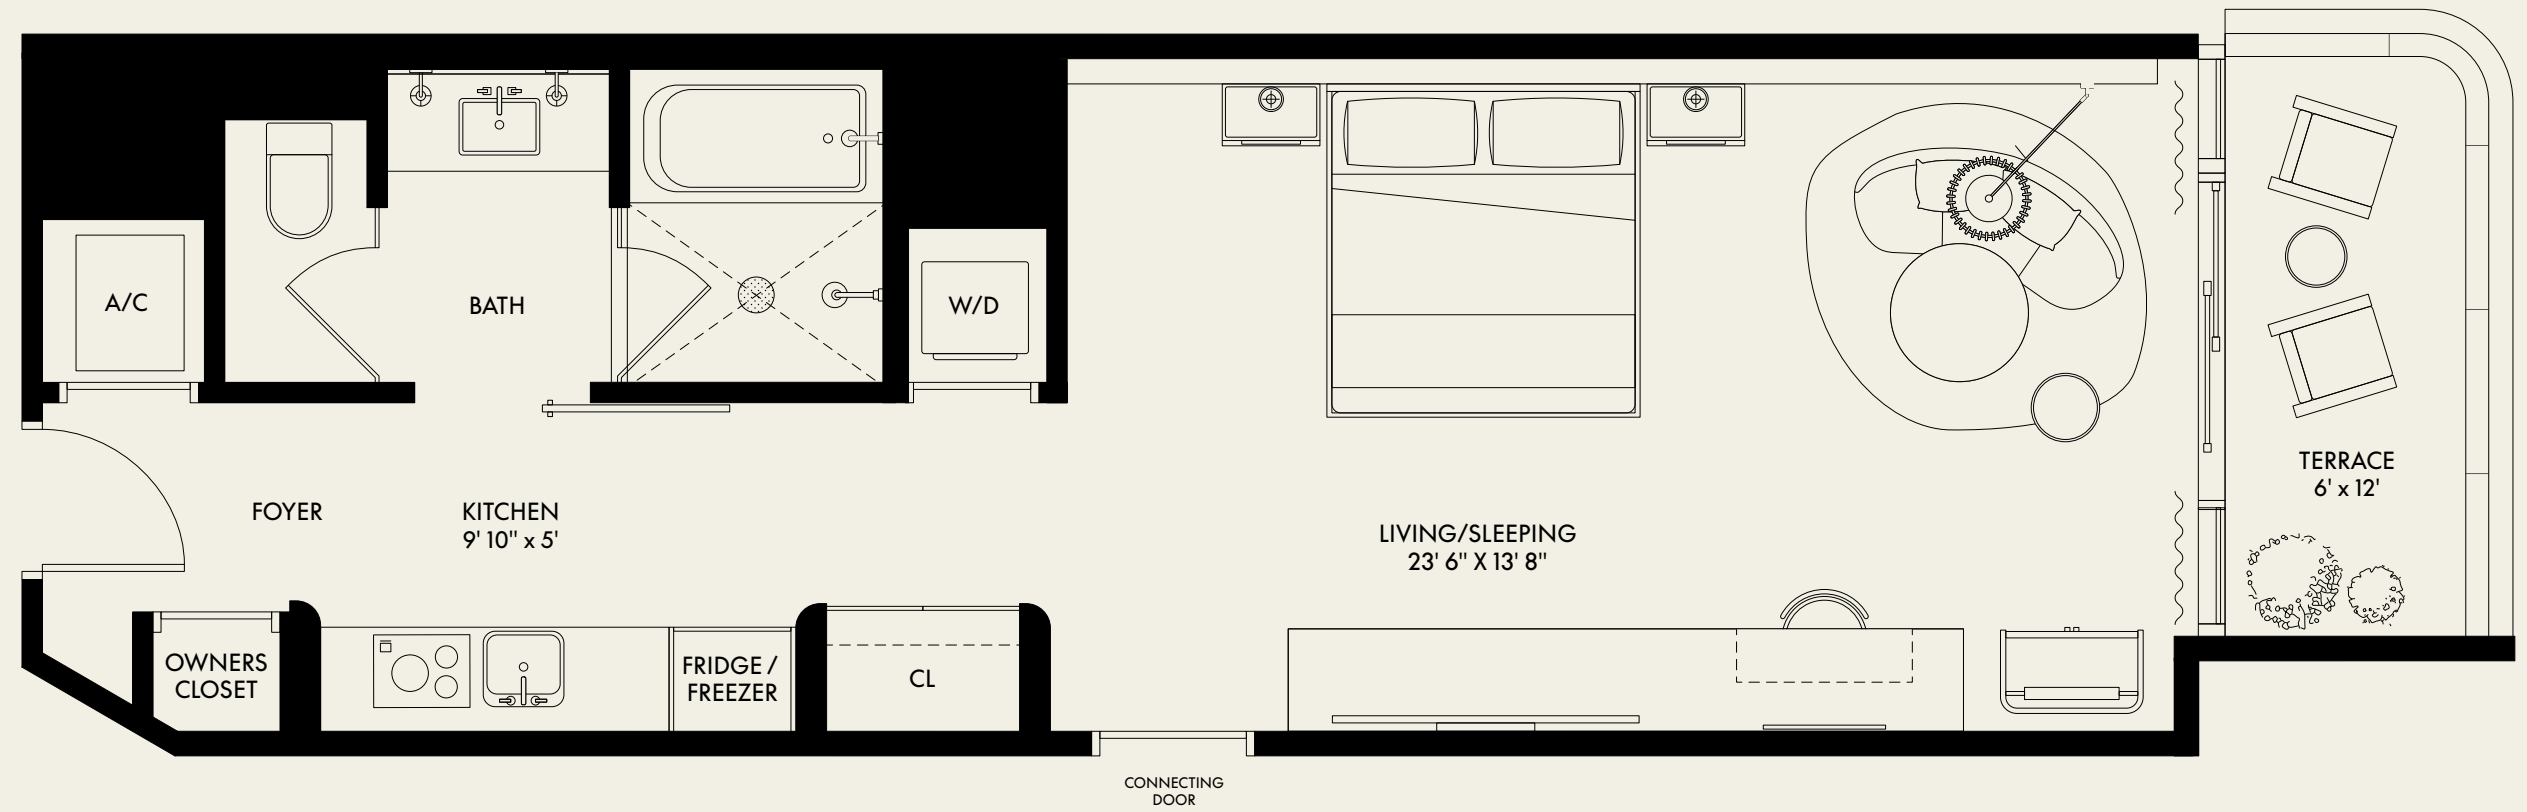 A/C
BATH
W/D
FOYER
KITCHEN
9' 10" x 5'
LIVING/SLEEPING
23' 6" X 13' 8"
TERRACE
6' x 12'
OWNERS
CLOSET
FRIDGE /
FREEZER
CL
CONNECTING
DOOR